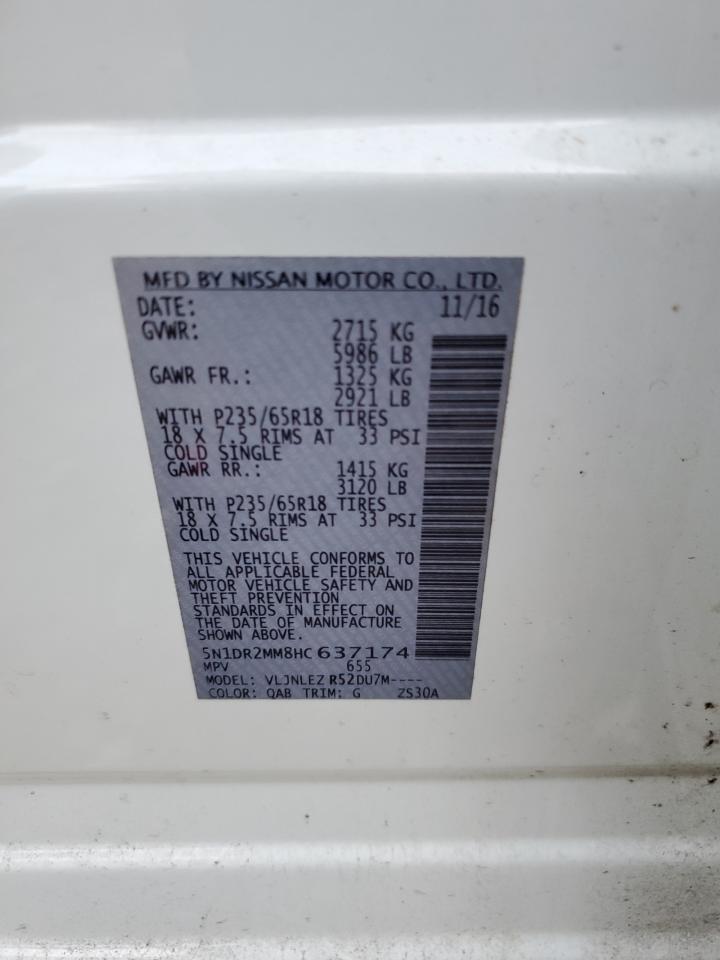 MFD BY NISSAN MOTOR CO., LTD.
DATE: 11/16
GVWR: 2715 KG
5986 LB
GAWR FR.: 1325 KG
2921 LB
WITH P235/65R18 TIRES
18 X 7.5 RIMS AT 33 PSI
COLD SINGLE
GAWR RR.: 1415 KG
3120 LB
WITH P235/65R18 TIRES
18 X 7.5 RIMS AT 33 PSI
COLD SINGLE
THIS VEHICLE CONFORMS TO
ALL APPLICABLE FEDERAL
MOTOR VEHICLE SAFETY AND
THEFT PREVENTION
STANDARDS IN EFFECT ON
THE DATE OF MANUFACTURE
SHOWN ABOVE.
5N1DR2MM8HC637174
MPV 655
MODEL: VLJNLEZ R52DU7M----
COLOR: QAB TRIM: G ZS30A